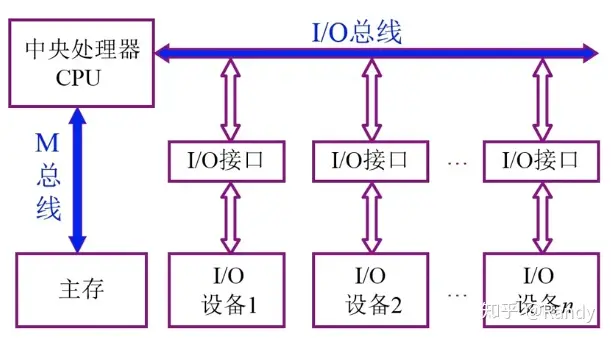 中央处理器
CPU
I/O总线
M
总
线
I/O接口
I/O接口
…
I/O接口
主存
I/O
设备1
I/O
设备2
…
I/O
设备n
知乎 @Randy